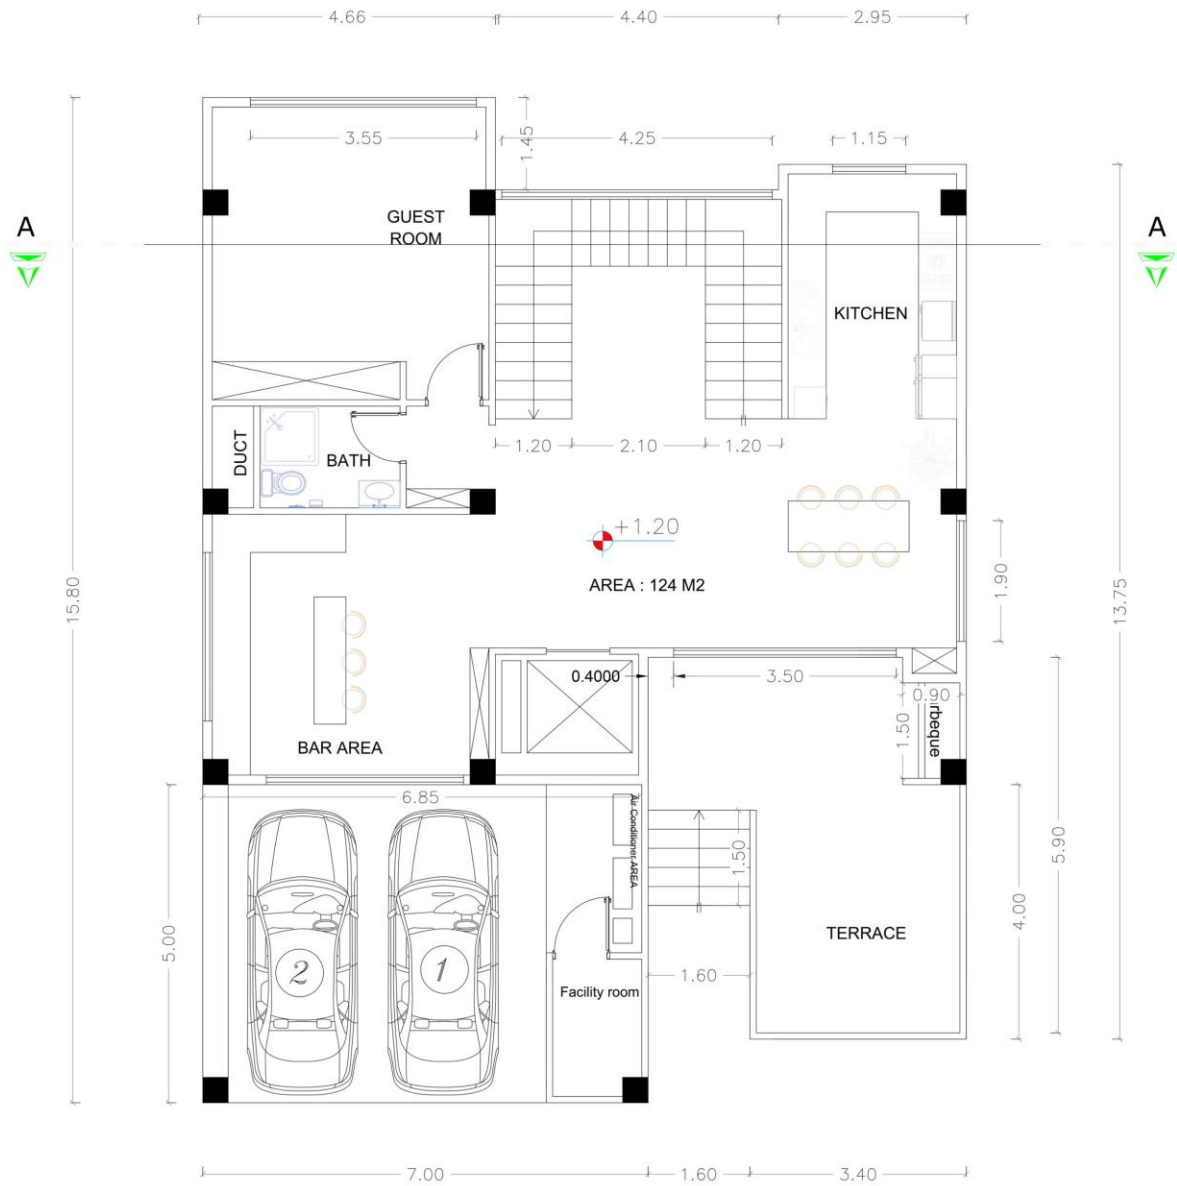 4.66
4.40
2.95
3.55
1.45
4.25
1.15
A
A
GUEST
ROOM
KITCHEN
DUCT
BATH
1.20
2.10
1.20
+1.20
AREA : 124 M2
1.90
15.80
13.75
0.4000
3.50
0.90
1.50
rbeque
BAR AREA
6.85
Air Conditioner AREA
1.50
5.90
4.00
5.00
TERRACE
2
1
1.60
Facility room
7.00
1.60
3.40